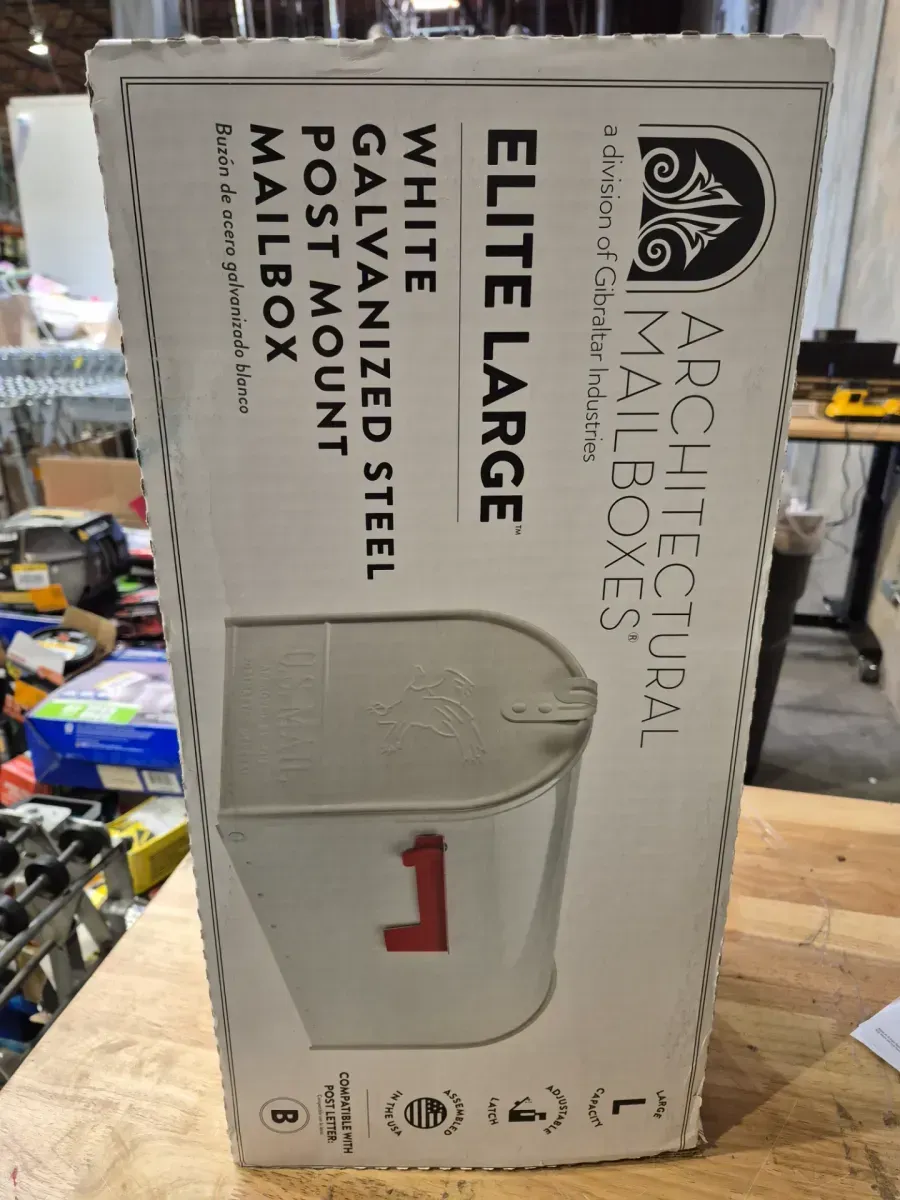 ARCHITECTURAL
MAILBOXES®
a division of Gibraltar Industries
ELITE LARGE™
WHITE
GALVANIZED STEEL
POST MOUNT
MAILBOX
Buzón de acero galvanizado blanco
U.S. MAIL
LARGE
L
CAPACITY
ADJUSTABLE
LATCH
ASSEMBLED
IN THE USA
COMPATIBLE WITH
POST LETTER:
B